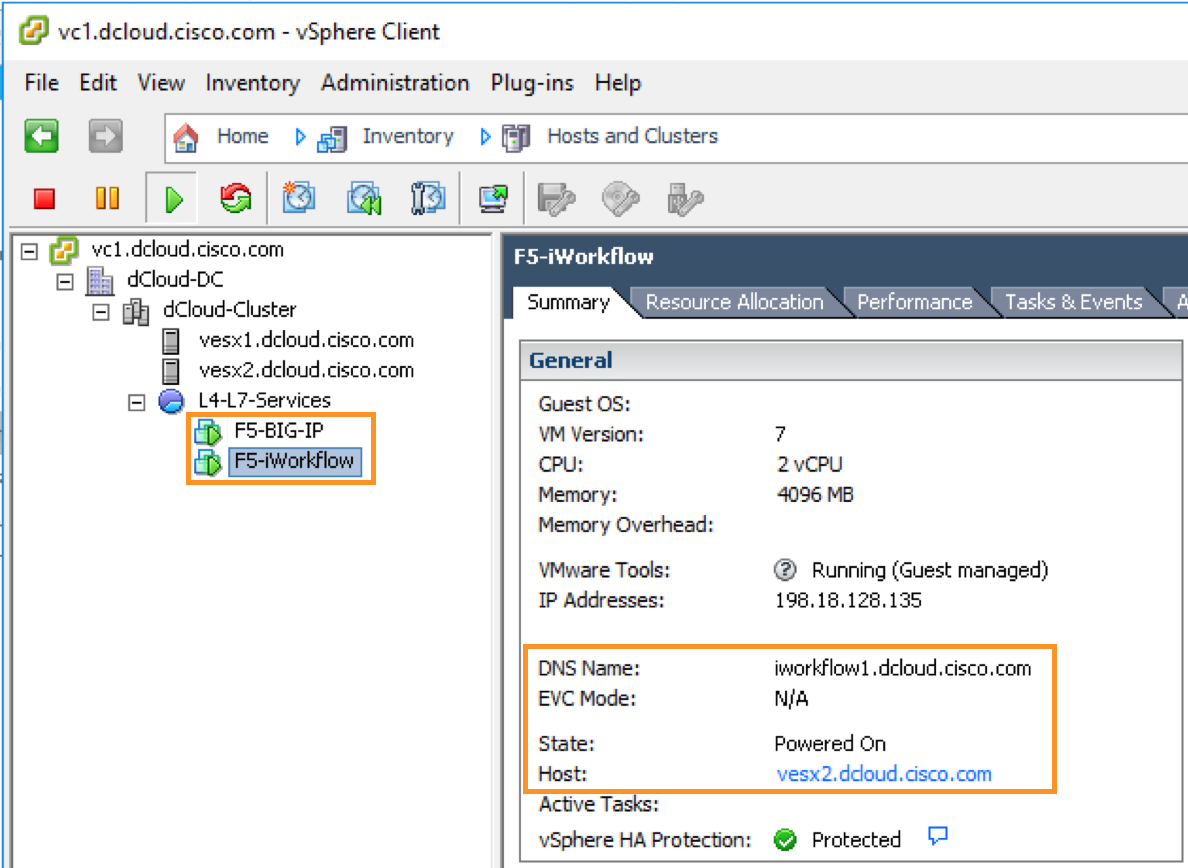 vc1.dcloud.cisco.com - vSphere Client
File Edit View Inventory Administration Plug-ins Help
Home Inventory Hosts and Clusters
vc1.dcloud.cisco.com
dCloud-DC
dCloud-Cluster
vesx1.dcloud.cisco.com
vesx2.dcloud.cisco.com
L4-L7-Services
F5-BIG-IP
F5-iWorkflow
F5-iWorkflow
Summary Resource Allocation Performance Tasks & Events A
General
Guest OS:
VM Version: 7
CPU: 2 vCPU
Memory: 4096 MB
Memory Overhead:
VMware Tools: Running (Guest managed)
IP Addresses: 198.18.128.135
DNS Name: iworkflow1.dcloud.cisco.com
EVC Mode: N/A
State: Powered On
Host: vesx2.dcloud.cisco.com
Active Tasks:
vSphere HA Protection: Protected